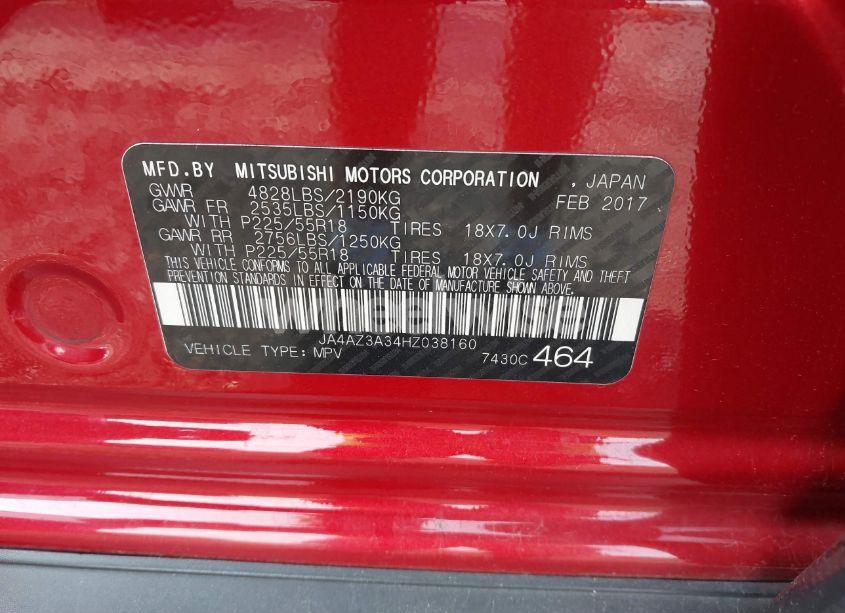 MFD.BY MITSUBISHI MOTORS CORPORATION , JAPAN
GVWR 4828LBS/2190KG FEB 2017
GAWR FR 2535LBS/1150KG
WITH P225/55R18 TIRES 18X7.0J RIMS
GAWR RR 2756LBS/1250KG
WITH P225/55R18 TIRES 18X7.0J RIMS
THIS VEHICLE CONFORMS TO ALL APPLICABLE FEDERAL MOTOR VEHICLE SAFETY AND THEFT
PREVENTION STANDARDS IN EFFECT ON THE DATE OF MANUFACTURE SHOWN ABOVE.
JA4AZ3A34HZ038160
VEHICLE TYPE: MPV 7430C 464